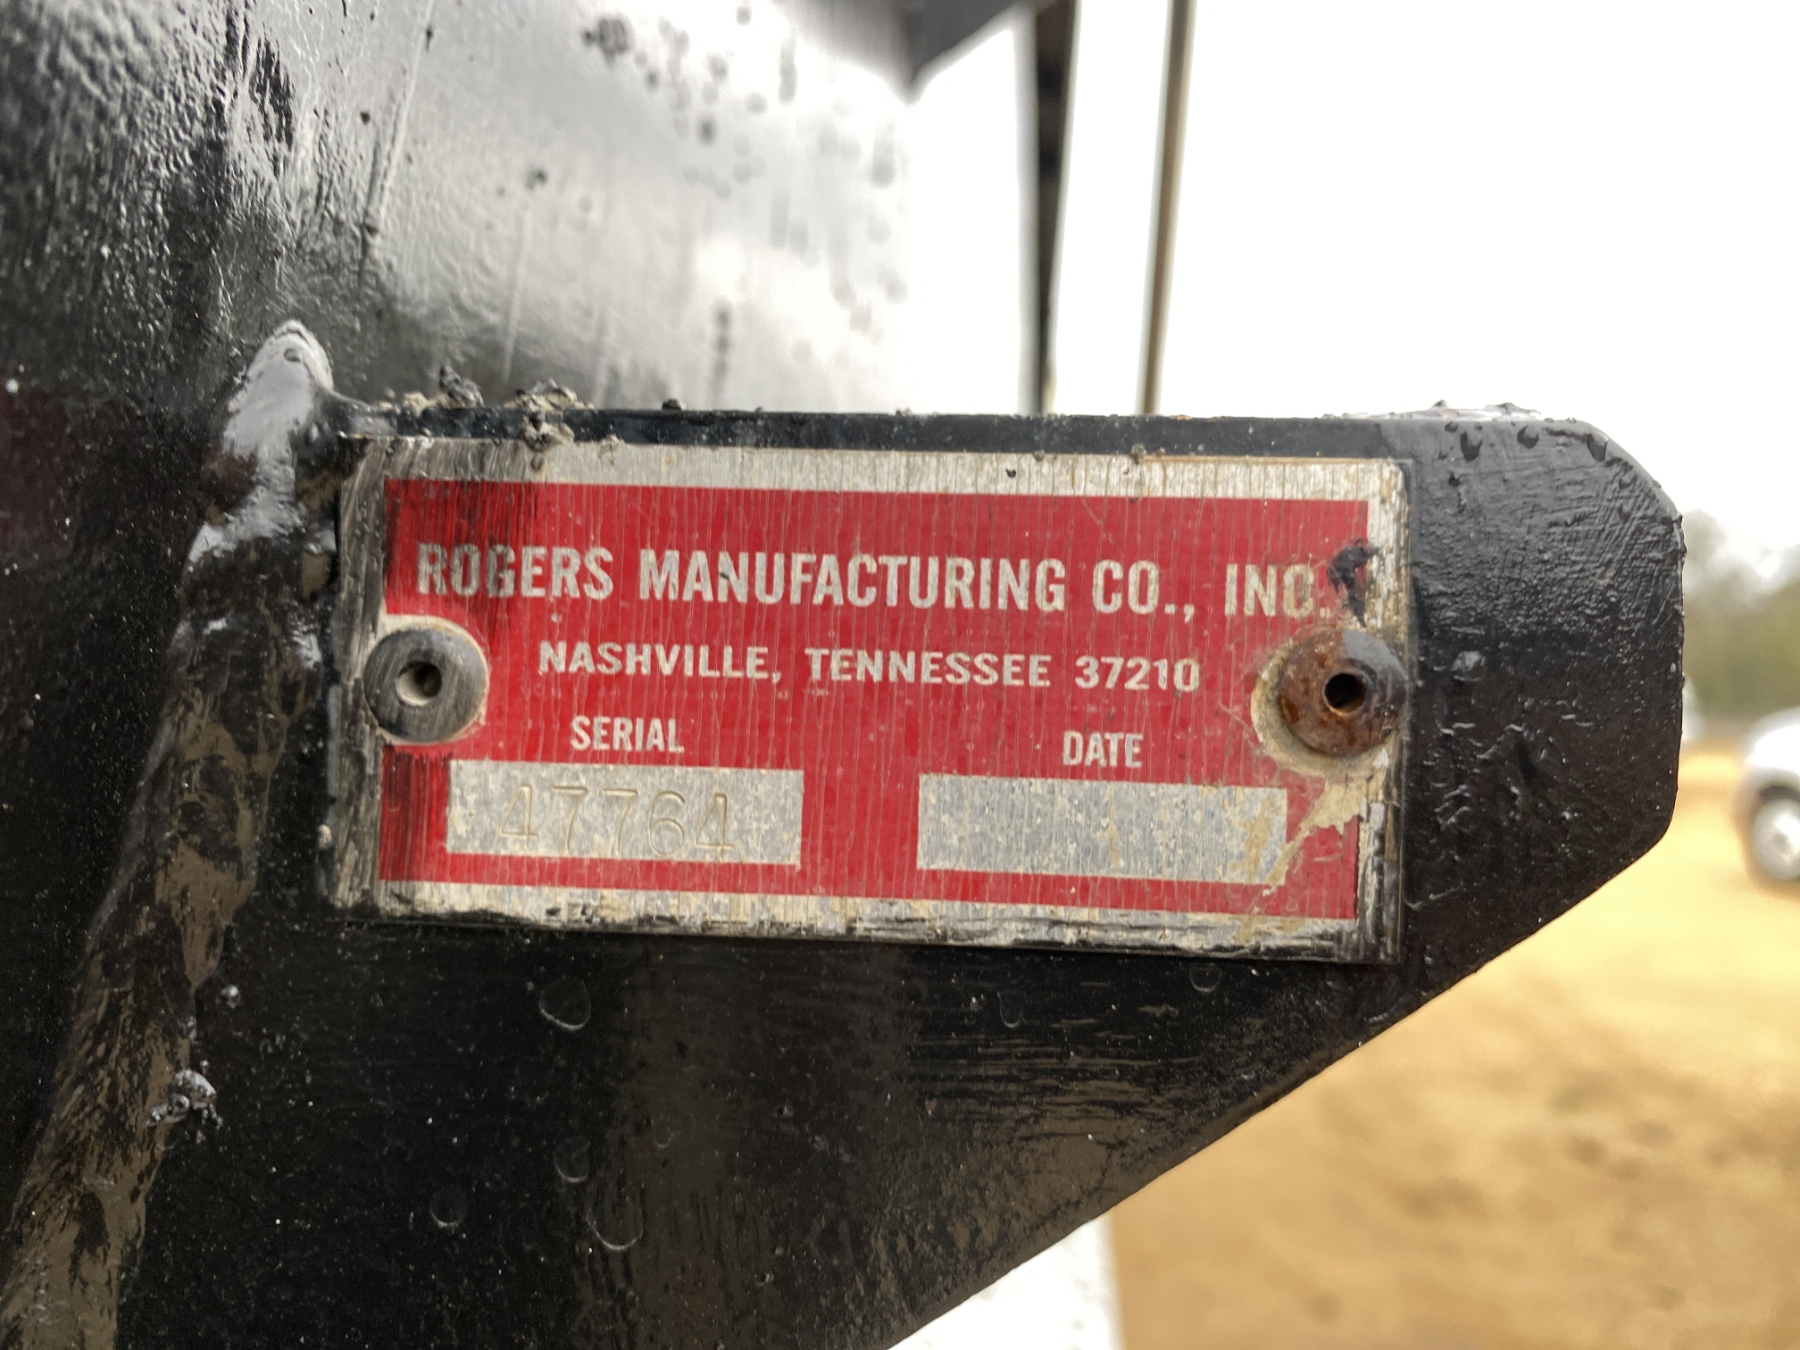 ROGERS MANUFACTURING CO., INC.
NASHVILLE, TENNESSEE 37210
SERIAL DATE
47764